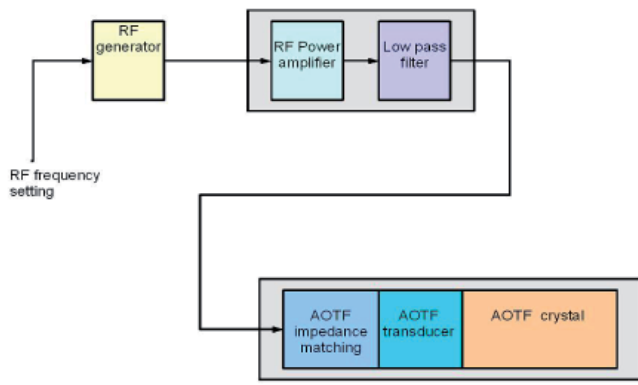 RF
generator
RF Power
amplifier
Low pass
filter
RF frequency
setting
AOTF
impedance
matching
AOTF
transducer
AOTF crystal